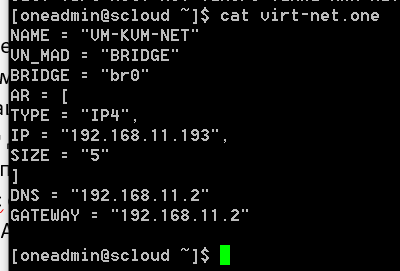 [oneadmin@scloud ~]$ cat virt-net.one
NAME = "VM-KVM-NET"
VN_MAD = "BRIDGE"
BRIDGE = "br0"
AR = [
TYPE = "IP4",
IP = "192.168.11.193",
SIZE = "5"
]
DNS = "192.168.11.2"
GATEWAY = "192.168.11.2"
[oneadmin@scloud ~]$